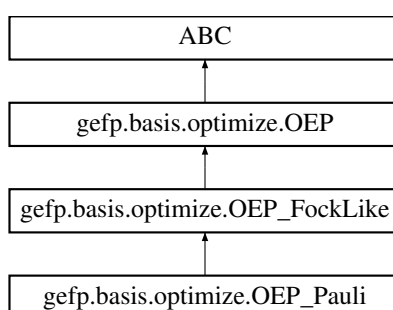 ABC
gefp.basis.optimize.OEP
gefp.basis.optimize.OEP_FockLike
gefp.basis.optimize.OEP_Pauli